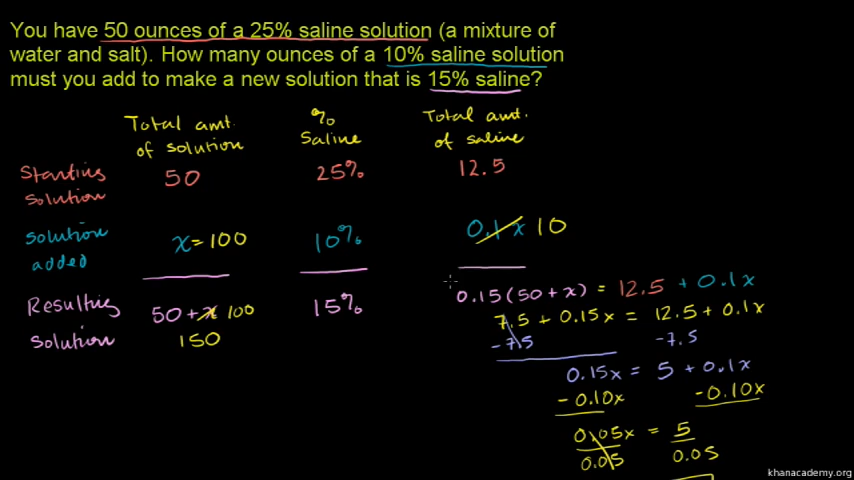 You have 50 ounces of a 25% saline solution (a mixture of
water and salt). How many ounces of a 10% saline solution
must you add to make a new solution that is 15% saline?
Total amt. of solution
% Saline
Total amt. of saline
Starting solution 50 25% 12.5
solution added x = 100 10% 0.1x 10
Resulting solution 50 + x 100 15% 0.15(50 + x) = 12.5 + 0.1x
150
7.5 + 0.15x = 12.5 + 0.1x
-7.5 -7.5
0.15x = 5 + 0.1x
-0.10x -0.10x
0.05x = 5
0.05 0.05
khanacademy.org